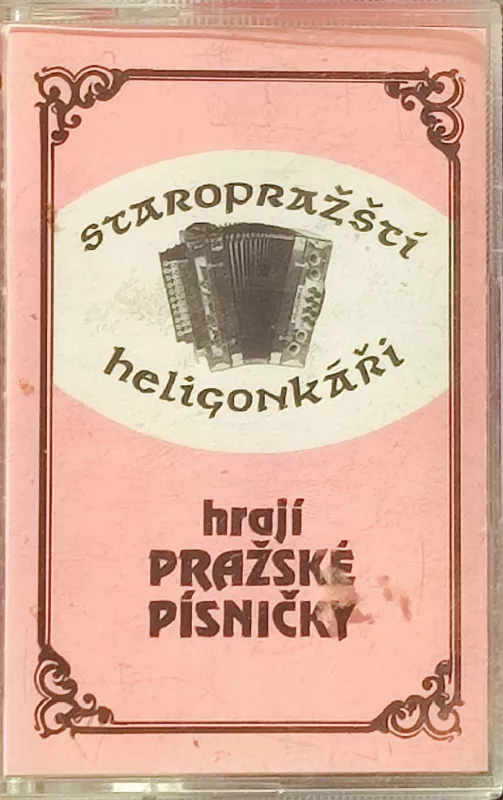 STAROPRAŽŠTÍ
heligonkáři
hrají
PRAŽSKÉ
PÍSNIČKY